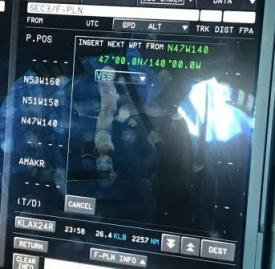 SEC INDEX
DATA
SEC3/F-PLN
FROM UTC SPD ALT TRK DIST FPA
P.POS
INSERT NEXT WPT FROM N47W140
47°00.0N/140°00.0W
YES
N53W160
N51W150
N47W140
AMAKR
(T/D)
CANCEL
KLAX24R 23:58 26.4 KLB 2257 NM DEST
RETURN
F-PLN INFO
CLEAR
INFO